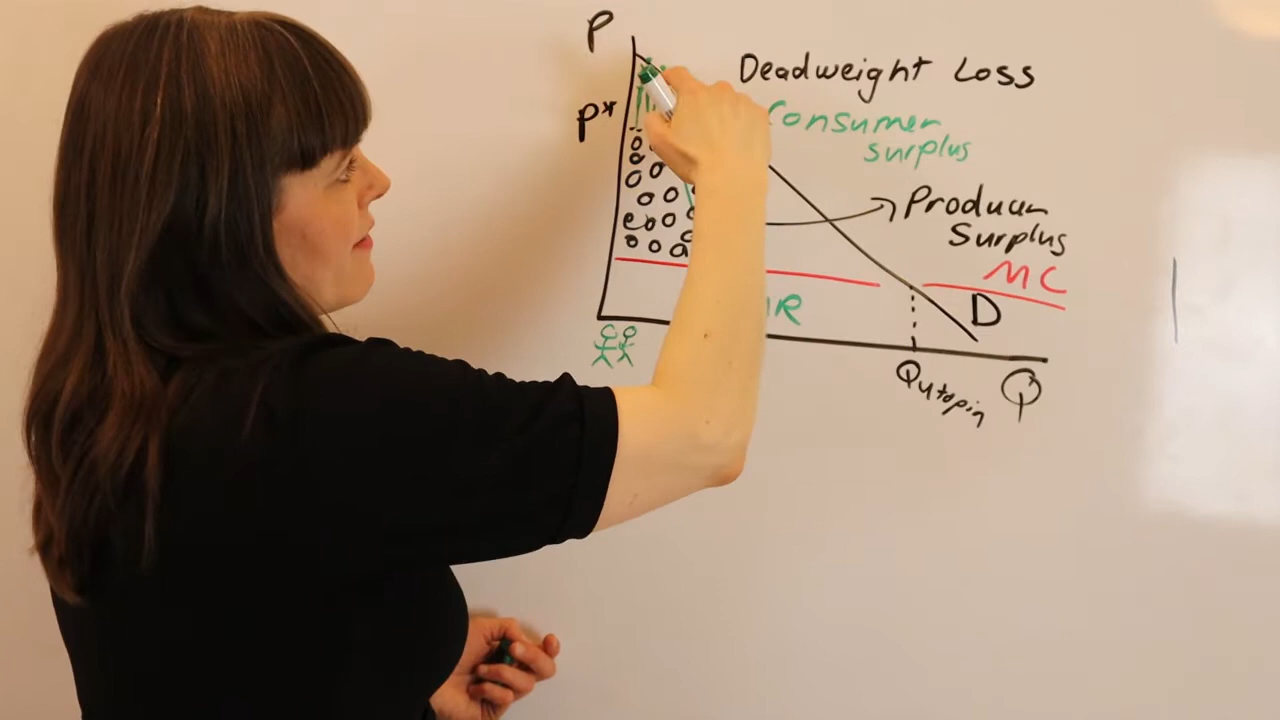 P
Deadweight Loss
P*
Consumer
surplus
Producer
Surplus
MC
D
Qutopia
Q